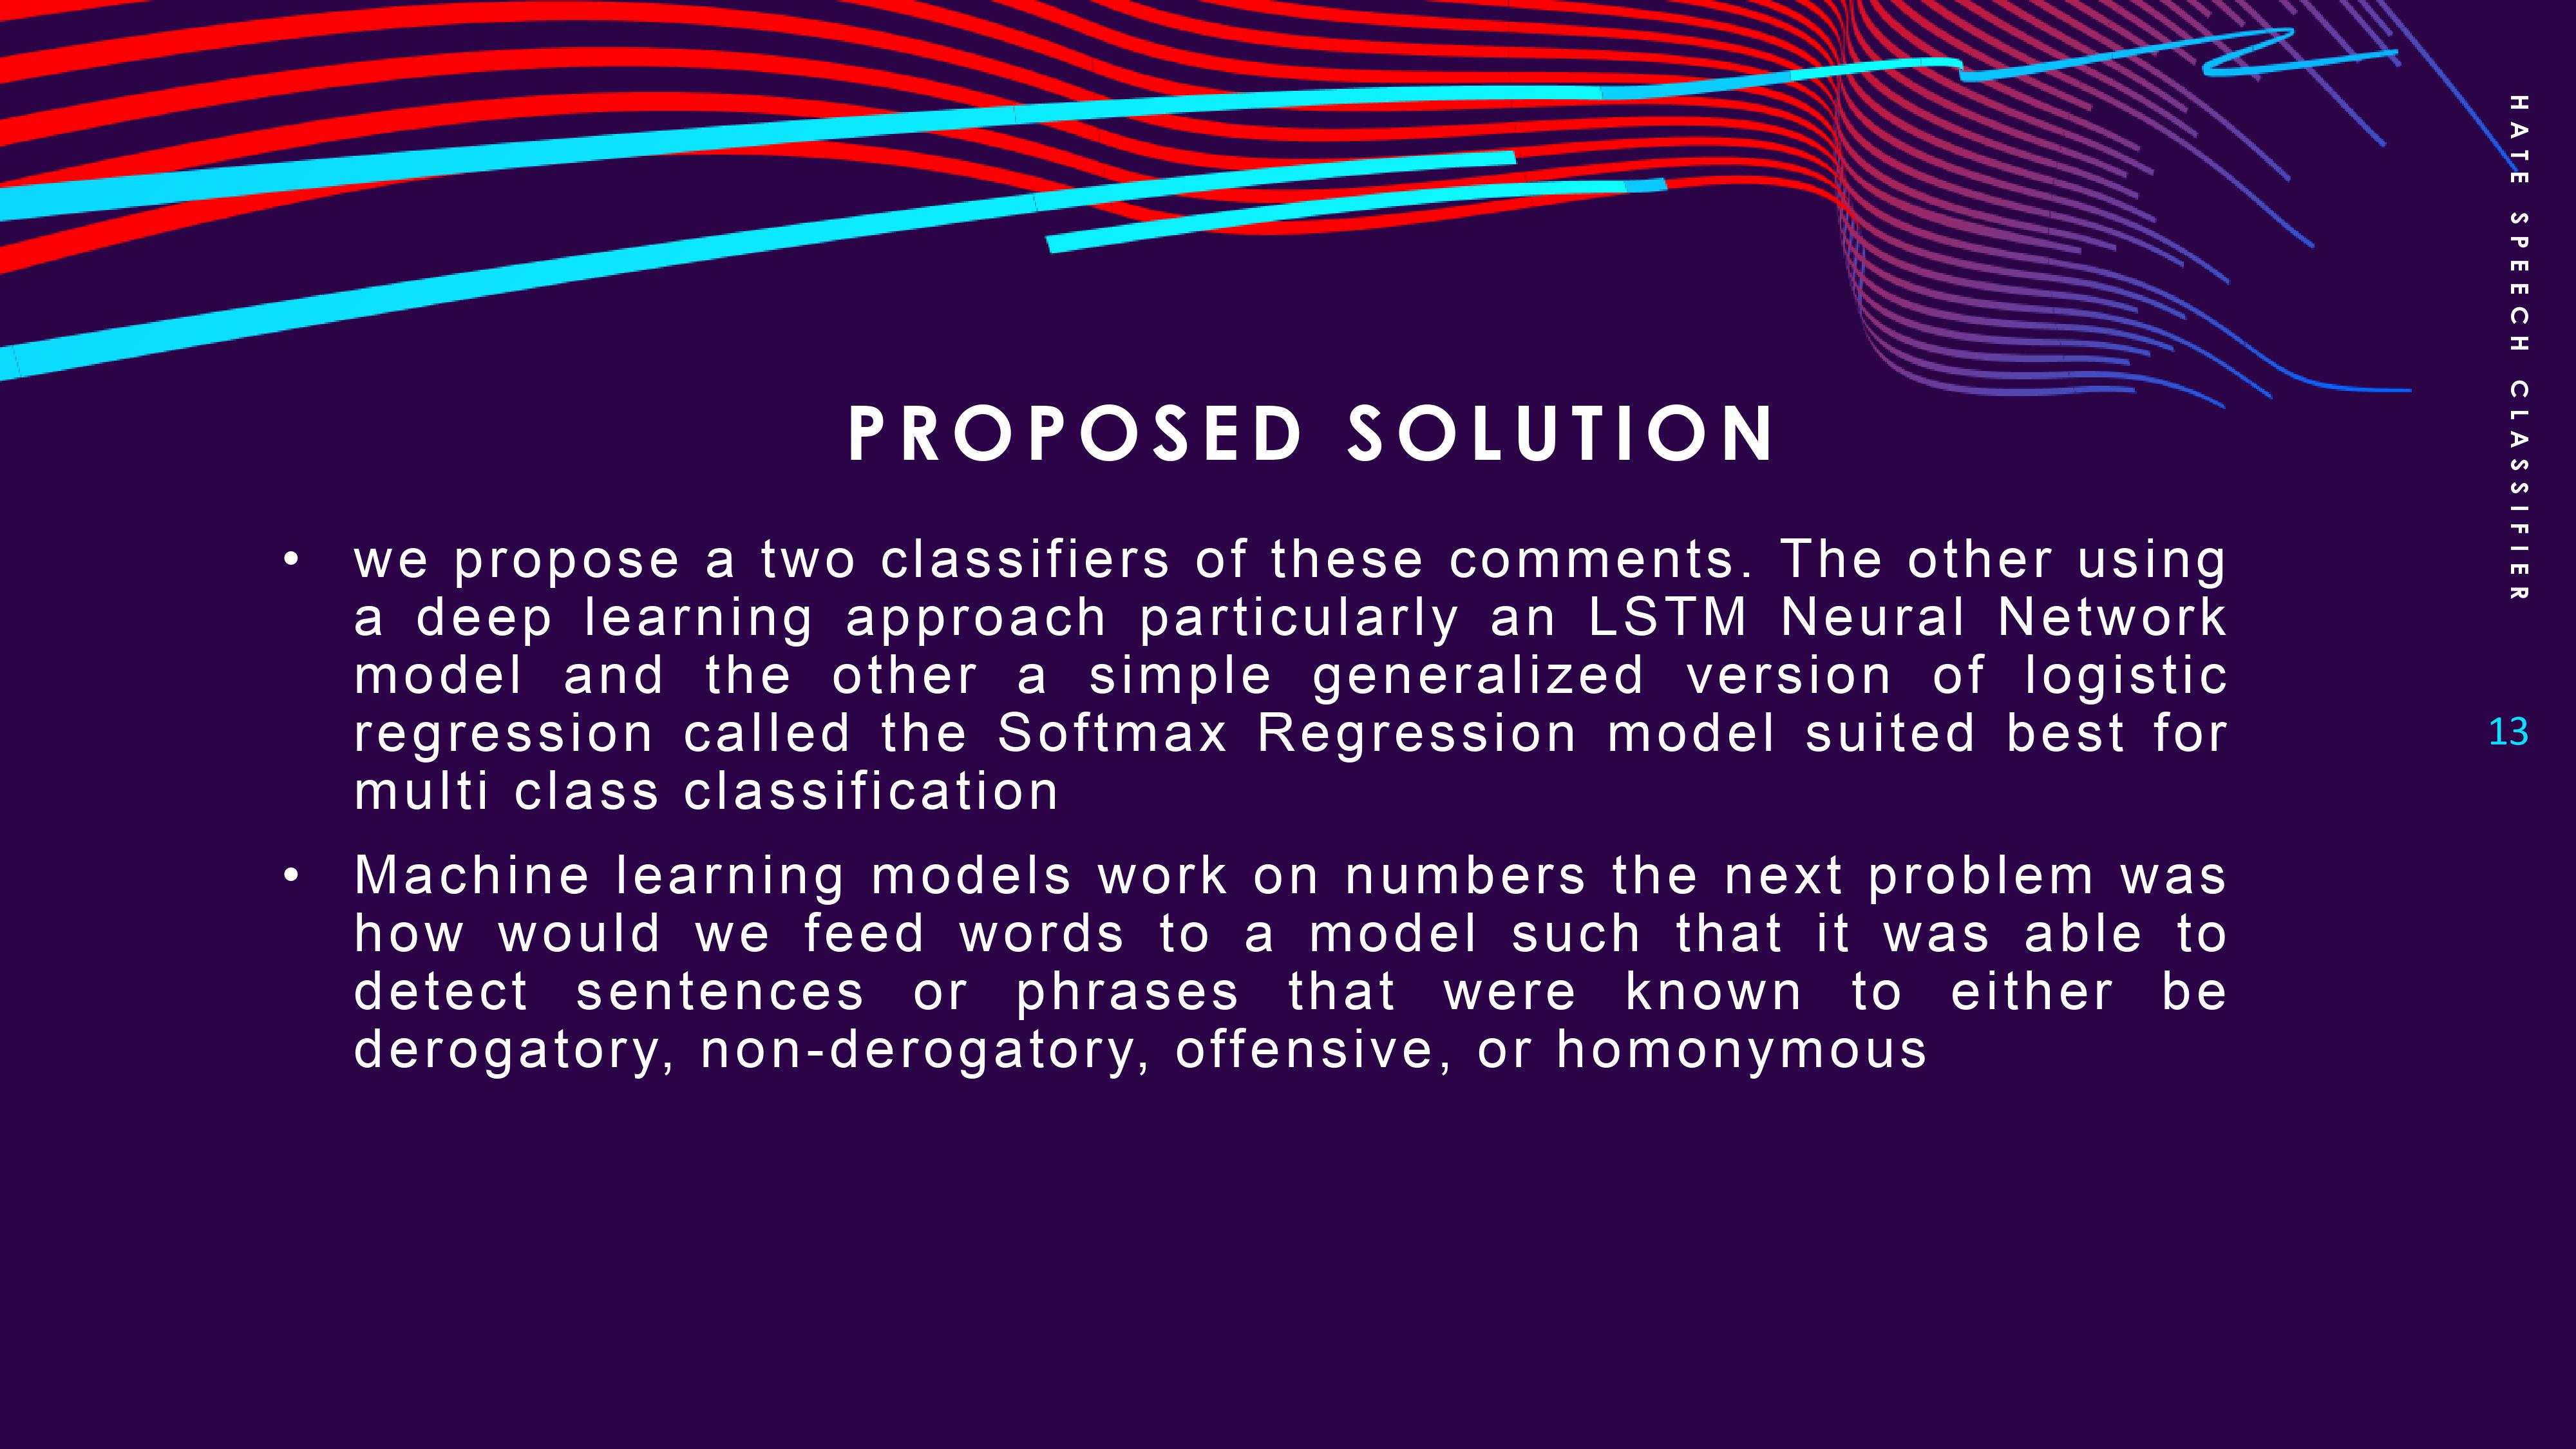 PROPOSED SOLUTION
• we propose a two classifiers of these comments. The other using
a deep learning approach particularly an LSTM Neural Network
model and the other a simple generalized version of logistic
regression called the Softmax Regression model suited best for
multi class classification
• Machine learning models work on numbers the next problem was
how would we feed words to a model such that it was able to
detect sentences or phrases that were known to either be
derogatory, non-derogatory, offensive, or homonymous
HATE SPEECH CLASSIFIER
13